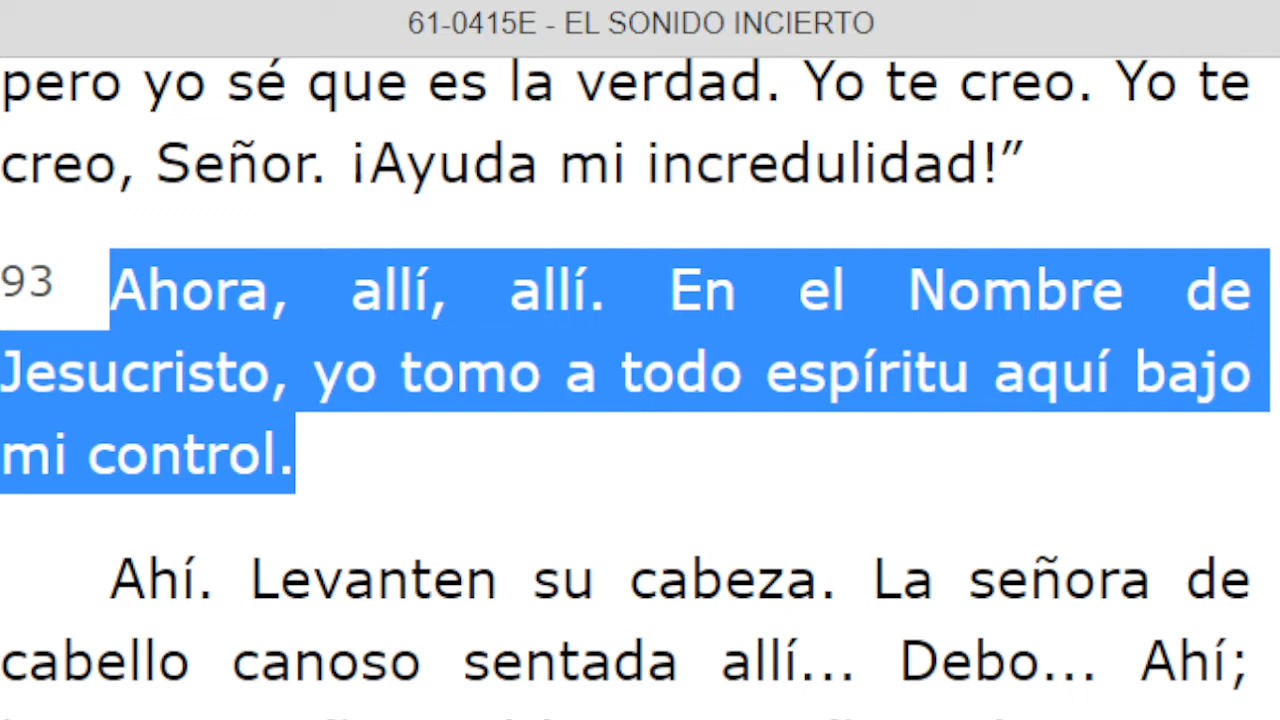 61-0415E - EL SONIDO INCIERTO
pero yo sé que es la verdad. Yo te creo. Yo te
creo, Señor. ¡Ayuda mi incredulidad!”
93 Ahora, allí, allí. En el Nombre de
Jesucristo, yo tomo a todo espíritu aquí bajo
mi control.
Ahí. Levanten su cabeza. La señora de
cabello canoso sentada allí... Debo... Ahí;